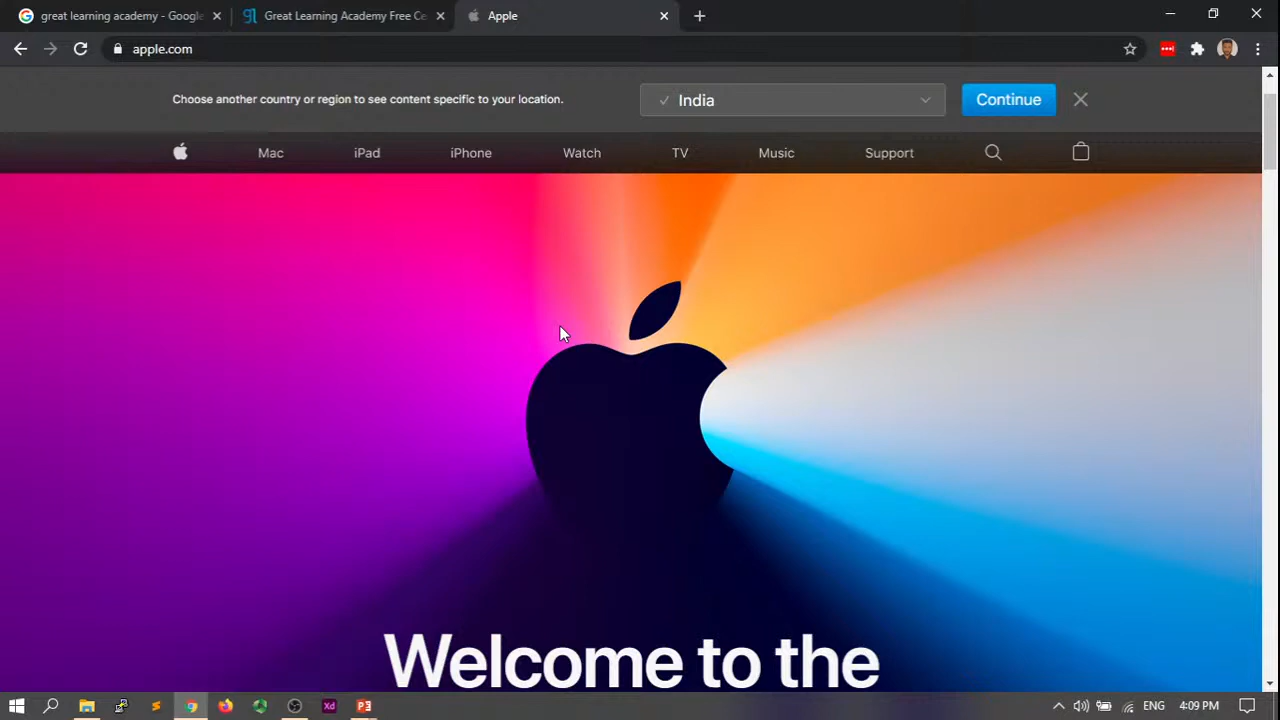 great learning academy - Google
Great Learning Academy Free Ce
Apple
apple.com
Choose another country or region to see content specific to your location.
India
Continue
Mac
iPad
iPhone
Watch
TV
Music
Support
Welcome to the
Xd
ENG
4:09 PM